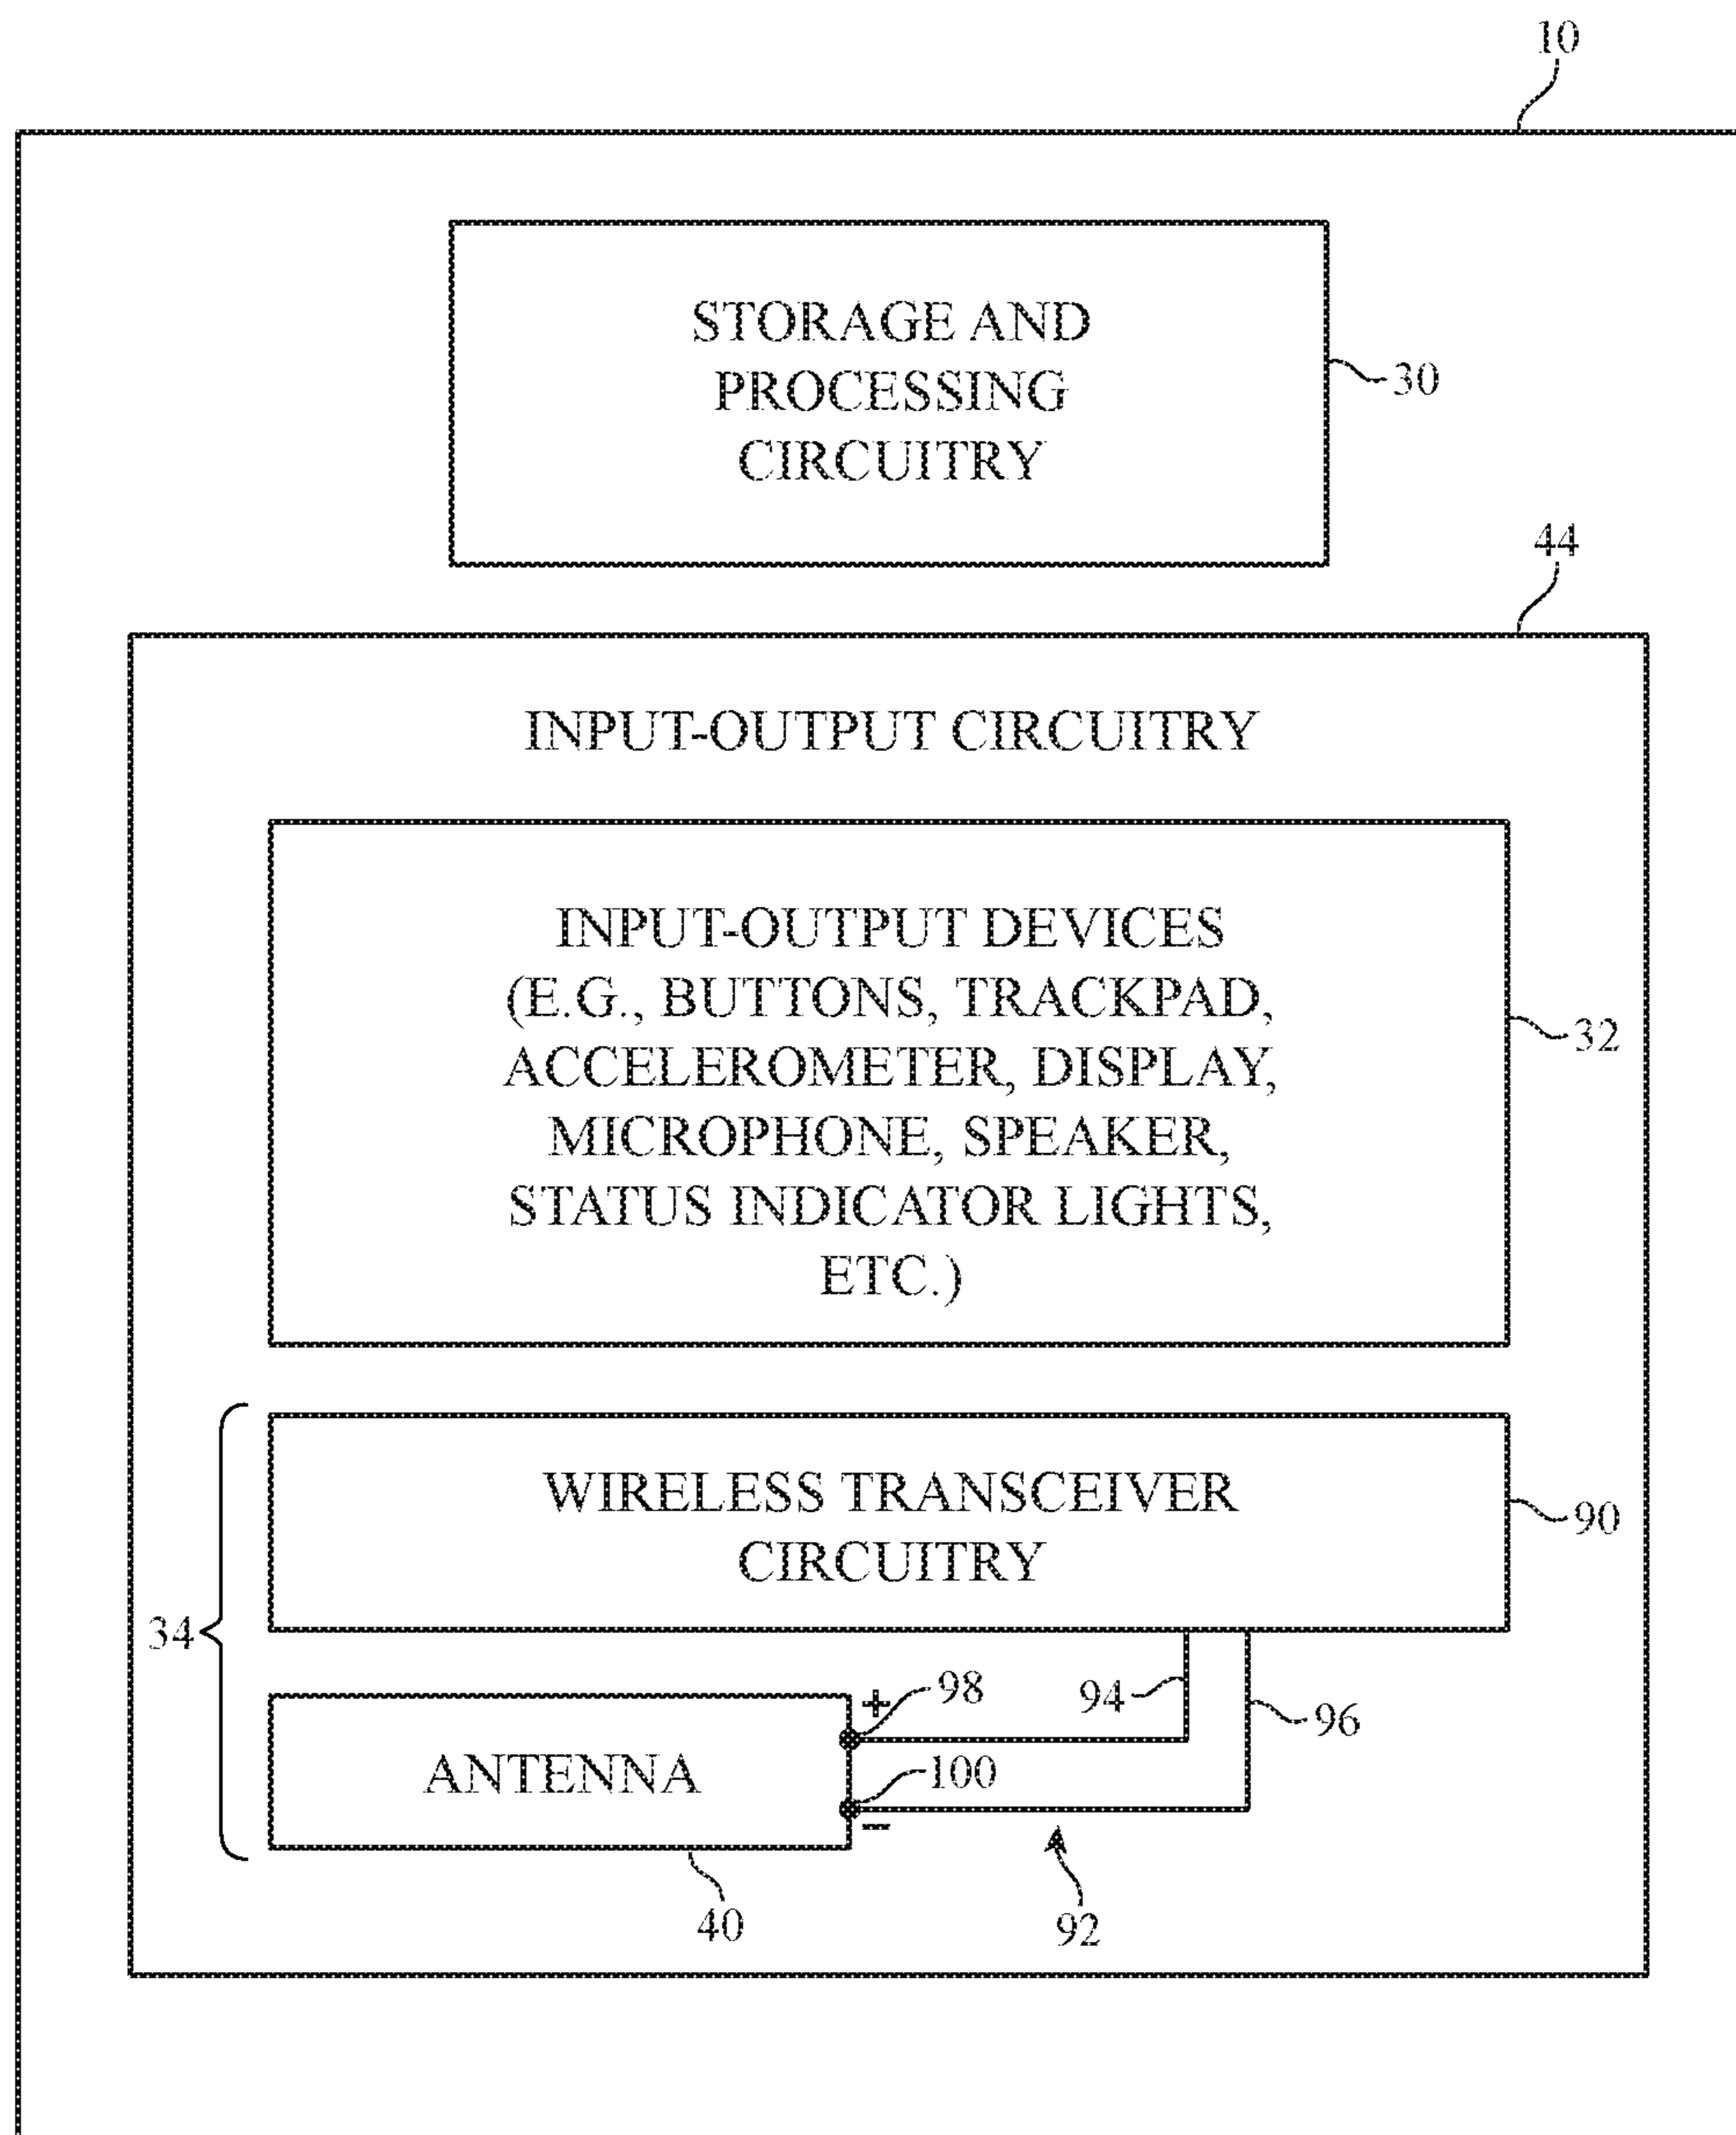 10
STORAGE AND
PROCESSING
CIRCUITRY
30
44
INPUT-OUTPUT CIRCUITRY
INPUT-OUTPUT DEVICES
(E.G., BUTTONS, TRACKPAD,
ACCELEROMETER, DISPLAY,
MICROPHONE, SPEAKER,
STATUS INDICATOR LIGHTS,
ETC.)
32
WIRELESS TRANSCEIVER
CIRCUITRY
90
34
+
98
94
96
ANTENNA
100
−
40
92